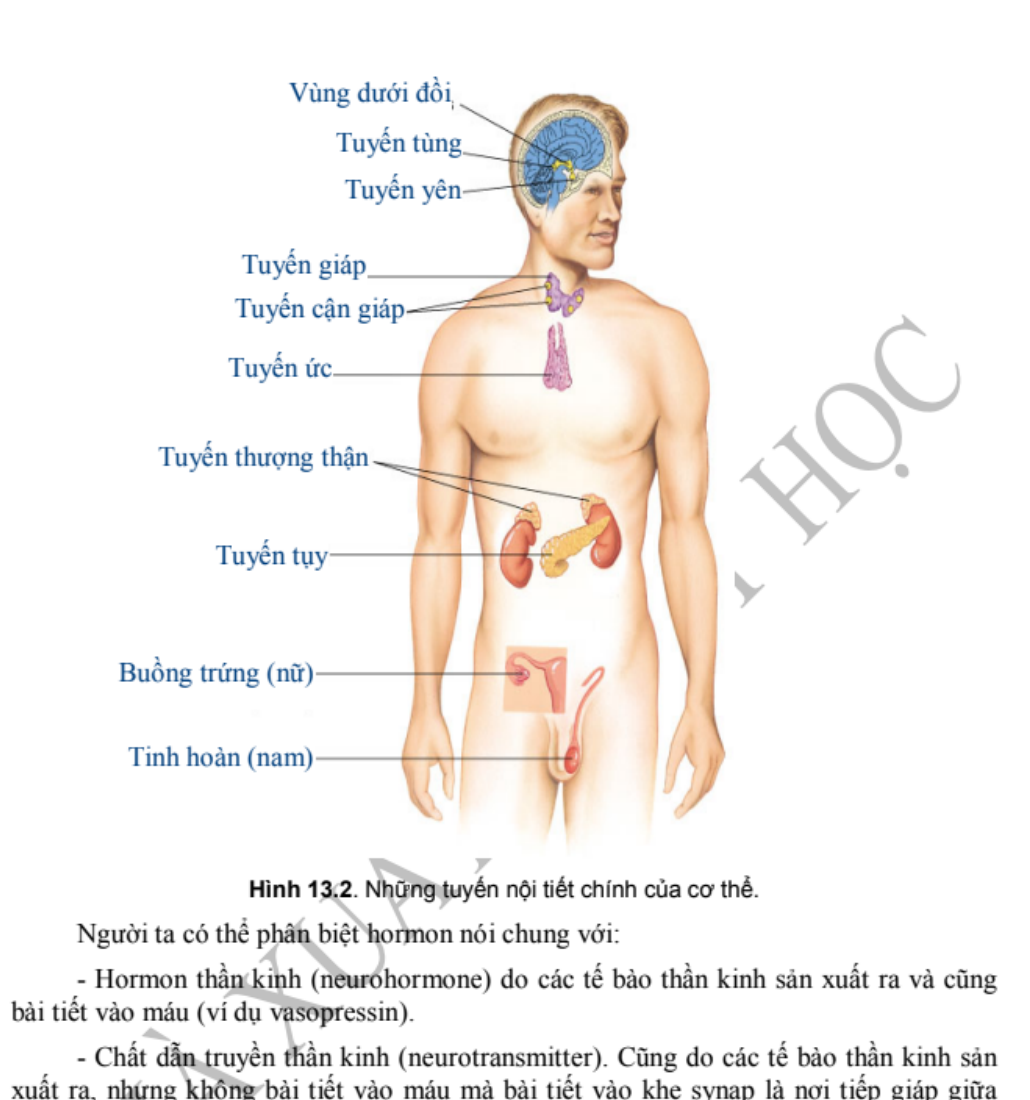 Vùng dưới đồi
Tuyến tùng
Tuyến yên
Tuyến giáp
Tuyến cận giáp
Tuyến ức
Tuyến thượng thận
Tuyến tụy
Buồng trứng (nữ)
Tinh hoàn (nam)
HỌC
Hình 13.2. Những tuyến nội tiết chính của cơ thể.
Người ta có thể phân biệt hormon nói chung với:
- Hormon thần kinh (neurohormone) do các tế bào thần kinh sản xuất ra và cũng
bài tiết vào máu (ví dụ vasopressin).
- Chất dẫn truyền thần kinh (neurotransmitter). Cũng do các tế bào thần kinh sản
xuất ra, nhưng không bài tiết vào máu mà bài tiết vào khe synap là nơi tiếp giáp giữa